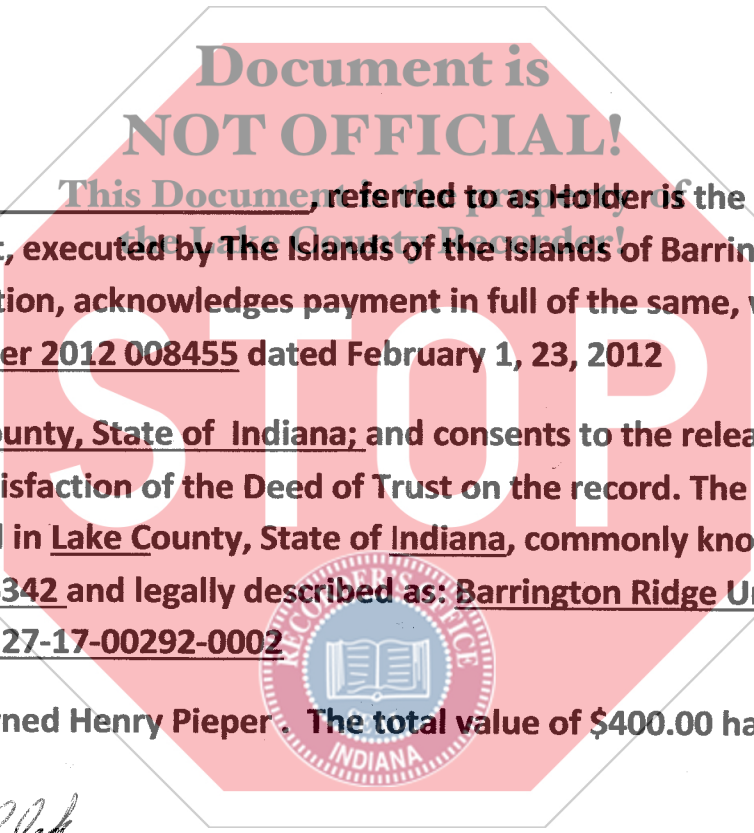 Document is
NOT OFFICIAL!
This Document is the property of
the Lake County Recorder!
STOP
, referred to as Holder is the
, executed by The Islands of the Islands of Barrin
tion, acknowledges payment in full of the same,
er 2012 008455 dated February 1, 23, 2012
ounty, State of Indiana; and consents to the relea
isfaction of the Deed of Trust on the record. The
in Lake County, State of Indiana, commonly kno
342 and legally described as: Barrington Ridge Un
27-17-00292-0002
rned Henry Pieper. The total value of $400.00 ha
RECORDER'S OFFICE
INDIANA